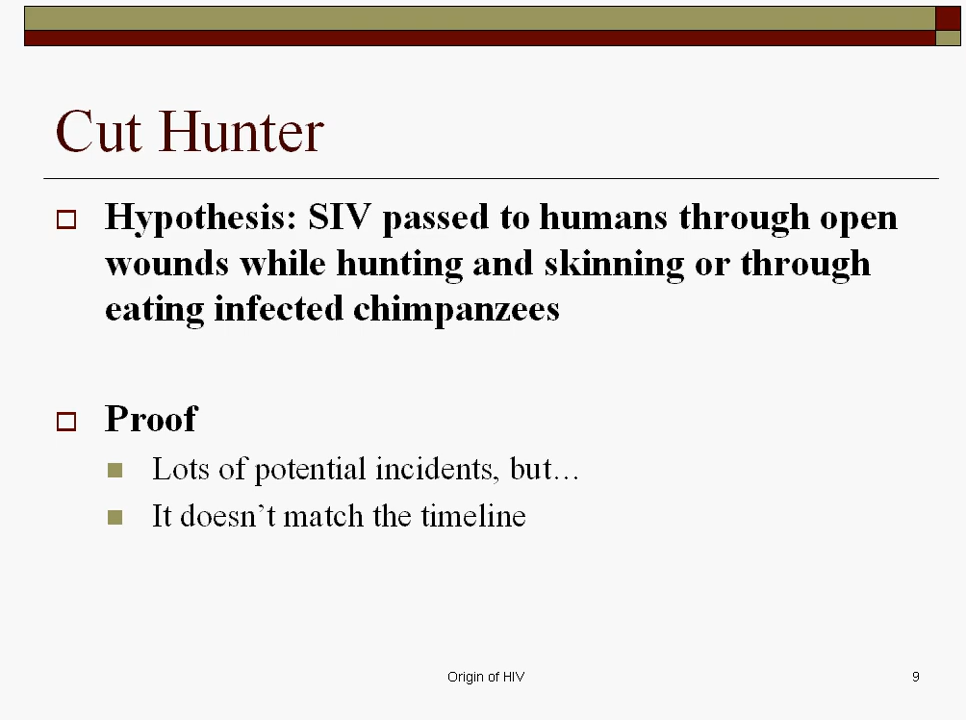 Cut Hunter
Hypothesis: SIV passed to humans through open
wounds while hunting and skinning or through
eating infected chimpanzees
Proof
Lots of potential incidents, but…
It doesn’t match the timeline
Origin of HIV
9